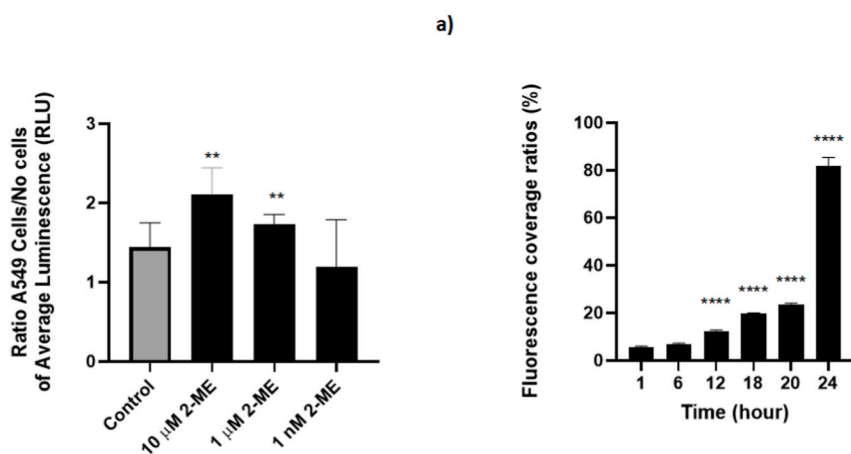 a)
Ratio A549 Cells/No cells
of Average Luminescence (RLU)
3
2
1
0
**
**
Control
10 μM 2-ME
1 μM 2-ME
1 nM 2-ME
Fluorescence coverage ratios (%)
100
80
60
40
20
0
****
****
****
****
1 6 12 18 20 24
Time (hour)